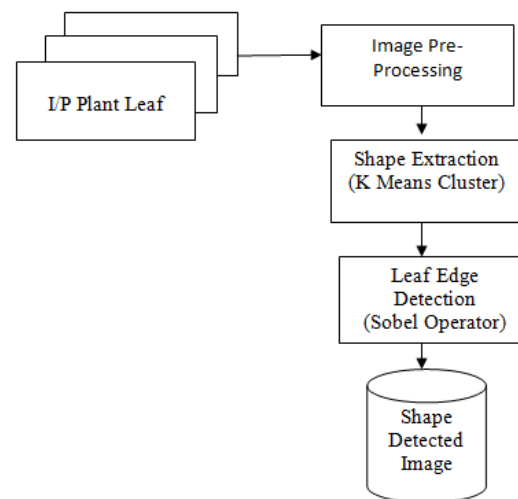 I/P Plant Leaf
Image Pre-
Processing
Shape Extraction
(K Means Cluster)
Leaf Edge
Detection
(Sobel Operator)
Shape
Detected
Image